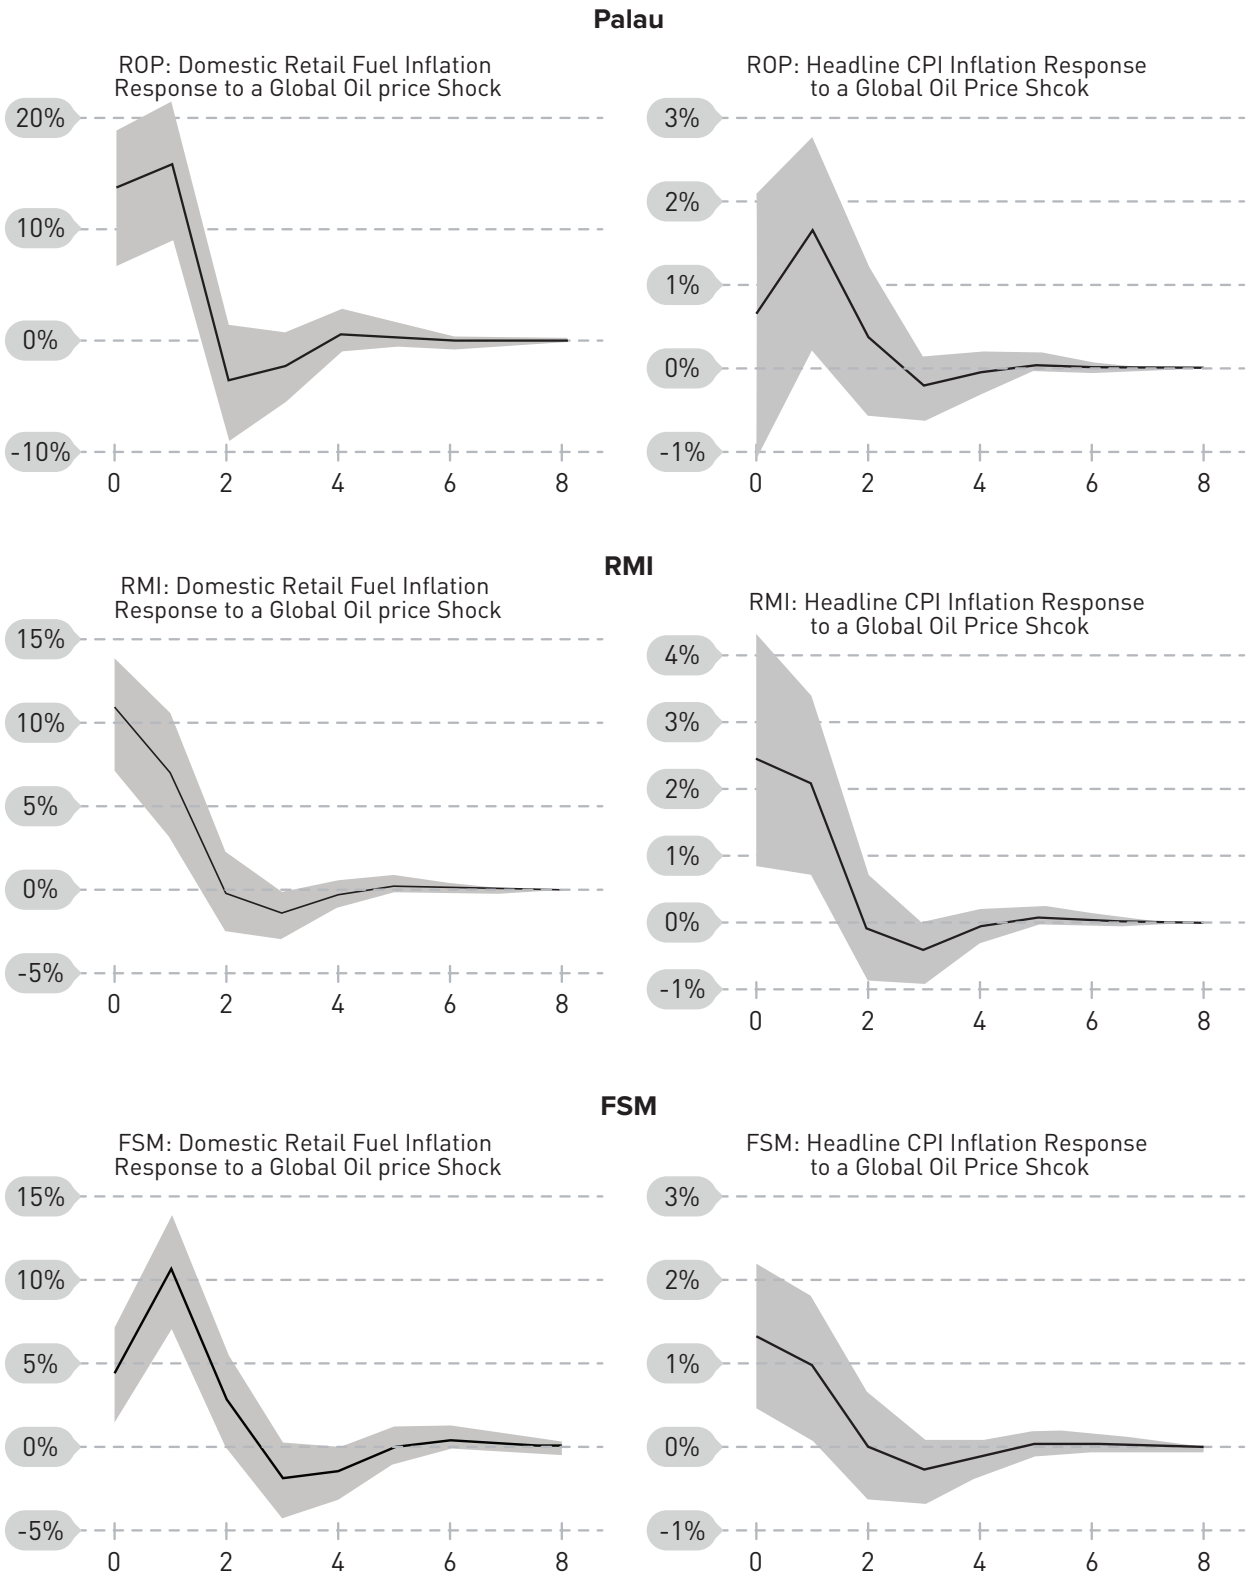 Palau
ROP: Domestic Retail Fuel Inflation
Response to a Global Oil price Shock
20%
10%
0%
-10%
0 2 4 6 8
ROP: Headline CPI Inflation Response
to a Global Oil Price Shcok
3%
2%
1%
0%
-1%
0 2 4 6 8
RMI
RMI: Domestic Retail Fuel Inflation
Response to a Global Oil price Shock
15%
10%
5%
0%
-5%
0 2 4 6 8
RMI: Headline CPI Inflation Response
to a Global Oil Price Shcok
4%
3%
2%
1%
0%
-1%
0 2 4 6 8
FSM
FSM: Domestic Retail Fuel Inflation
Response to a Global Oil price Shock
15%
10%
5%
0%
-5%
0 2 4 6 8
FSM: Headline CPI Inflation Response
to a Global Oil Price Shcok
3%
2%
1%
0%
-1%
0 2 4 6 8